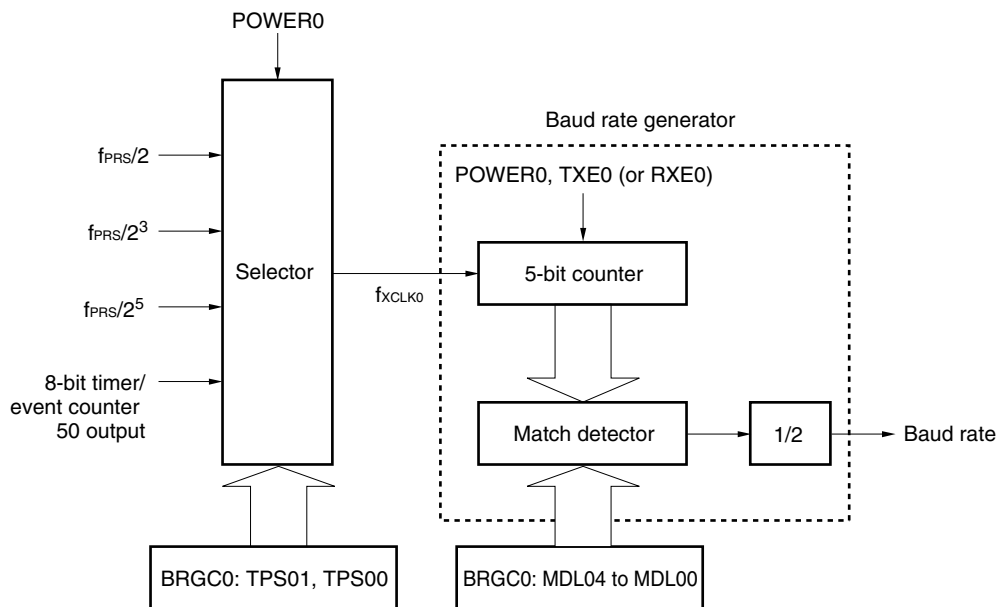 POWER0
Baud rate generator
fPRS/2
POWER0, TXE0 (or RXE0)
fPRS/2³
Selector
5-bit counter
fXCLK0
fPRS/2⁵
8-bit timer/
event counter
50 output
Match detector
1/2
Baud rate
BRGC0: TPS01, TPS00
BRGC0: MDL04 to MDL00